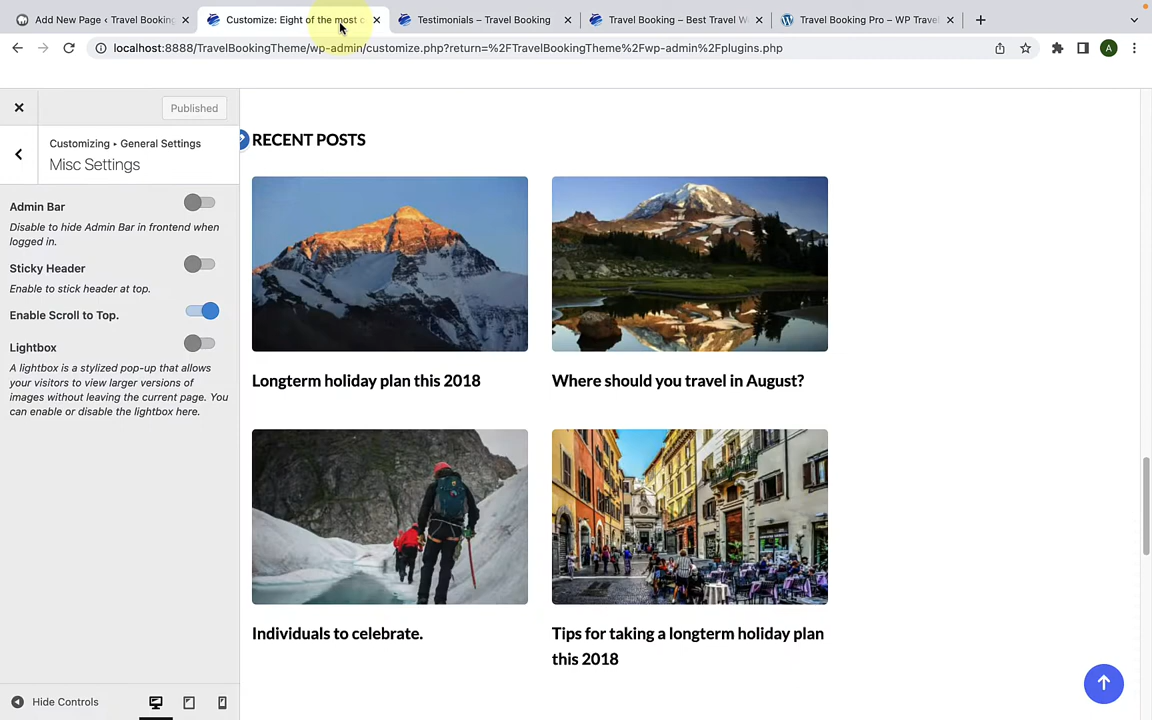 Add New Page ‹ Travel Booking
Customize: Eight of the most c
Testimonials – Travel Booking
Travel Booking – Best Travel W
Travel Booking Pro – WP Travel
localhost:8888/TravelBookingTheme/wp-admin/customize.php?return=%2FTravelBookingTheme%2Fwp-admin%2Fplugins.php
A
Published
Customizing ▸ General Settings
Misc Settings
Admin Bar
Disable to hide Admin Bar in frontend when
logged in.
Sticky Header
Enable to stick header at top.
Enable Scroll to Top.
Lightbox
A lightbox is a stylized pop-up that allows
your visitors to view larger versions of
images without leaving the current page. You
can enable or disable the lightbox here.
Hide Controls
RECENT POSTS
Longterm holiday plan this 2018
Where should you travel in August?
Individuals to celebrate.
Tips for taking a longterm holiday plan
this 2018